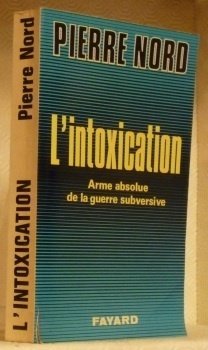 PIERRE NORD
L'intoxication
Arme absolue
de la guerre subversive
FAYARD
L'INTOXICATION
Pierre Nord